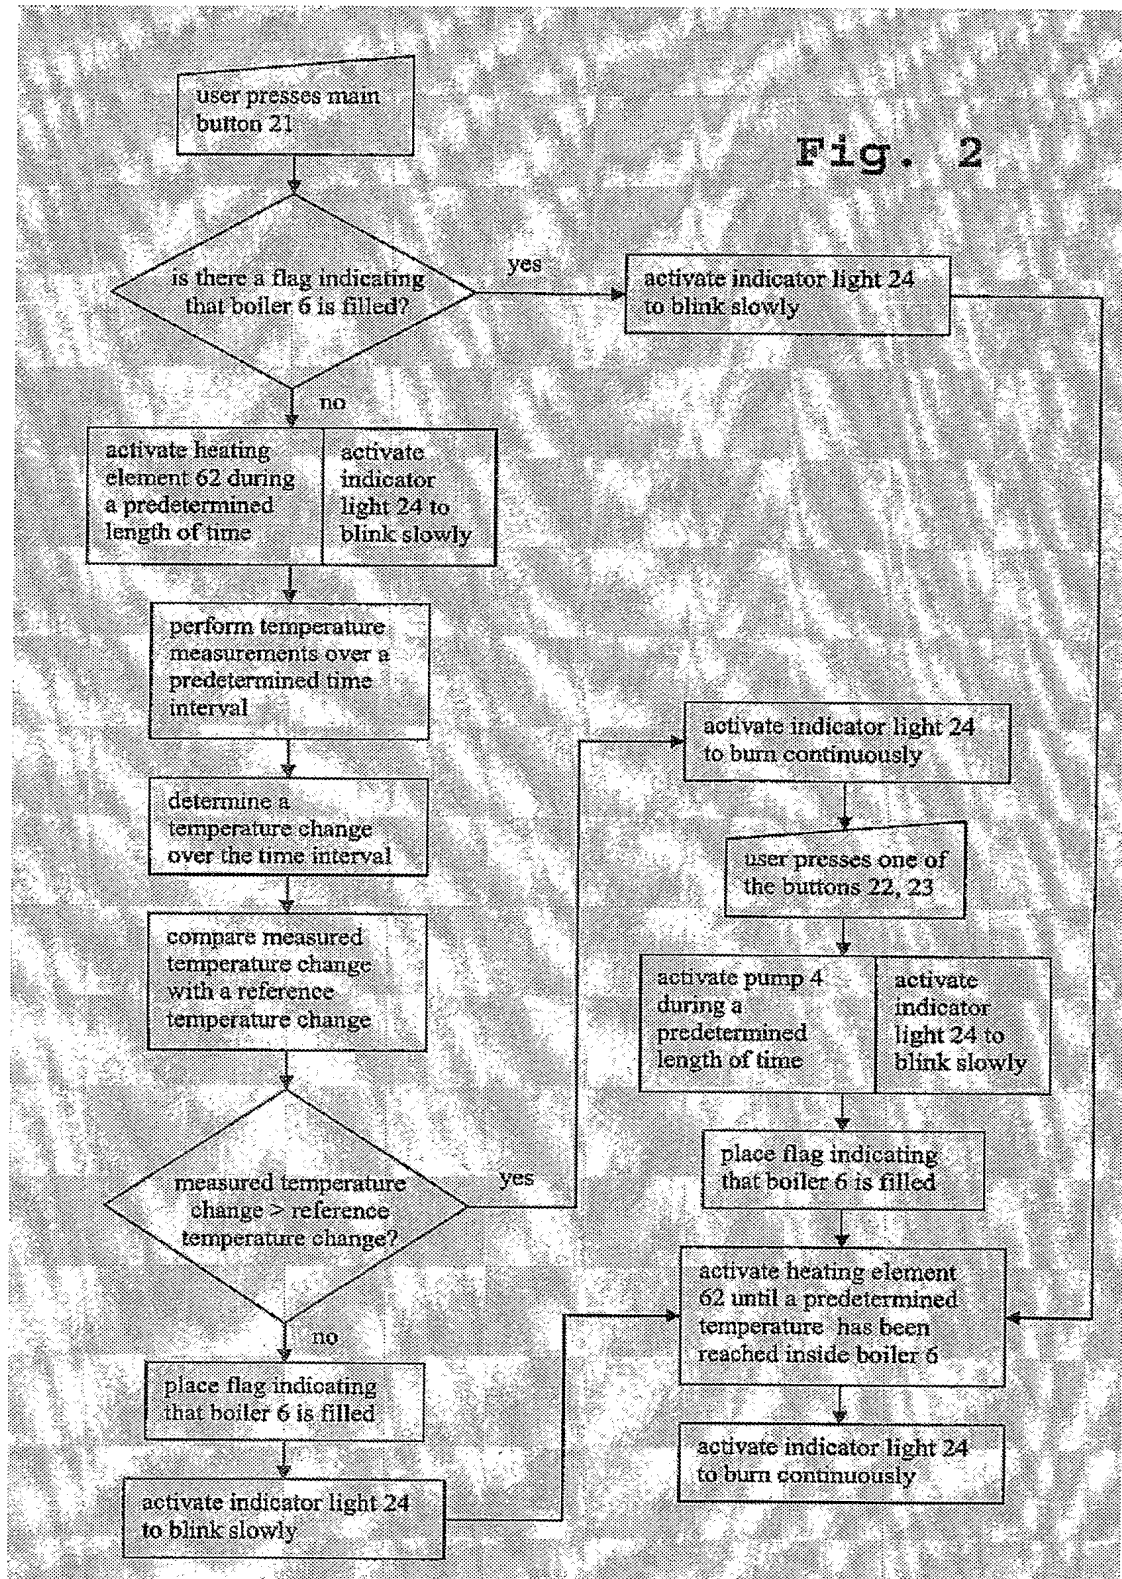 user presses main
button 21
Fig. 2
is there a flag indicating
that boiler 6 is filled?
yes
activate indicator light 24
to blink slowly
no
activate heating
element 62 during
a predetermined
length of time
activate
indicator
light 24 to
blink slowly
perform temperature
measurements over a
predetermined time
interval
determine a
temperature change
over the time interval
compare measured
temperature change
with a reference
temperature change
measured temperature
change > reference
temperature change?
yes
no
place flag indicating
that boiler 6 is filled
activate indicator light 24
to blink slowly
activate indicator light 24
to burn continuously
user presses one of
the buttons 22, 23
activate pump 4
during a
predetermined
length of time
activate
indicator
light 24 to
blink slowly
place flag indicating
that boiler 6 is filled
activate heating element
62 until a predetermined
temperature has been
reached inside boiler 6
activate indicator light 24
to burn continuously